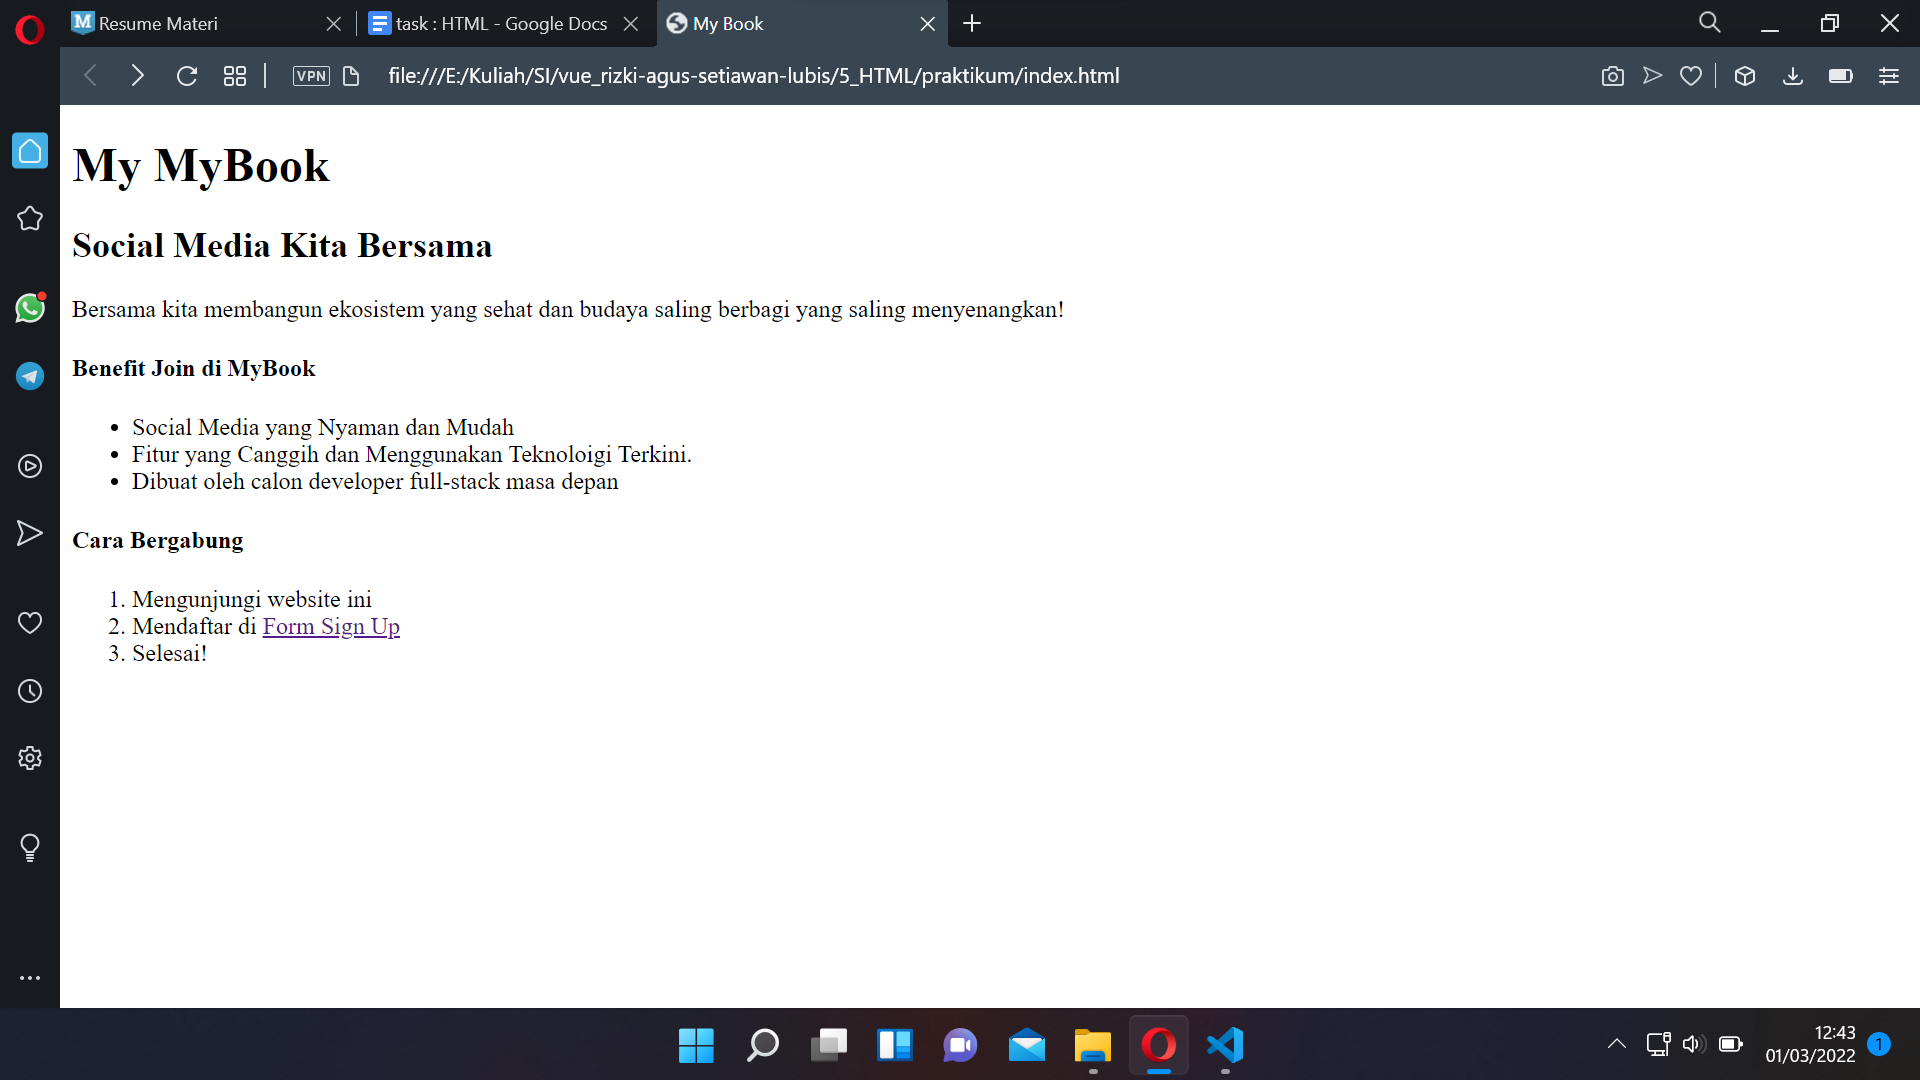 Resume Materi
task : HTML - Google Docs
My Book
VPN
file:///E:/Kuliah/SI/vue_rizki-agus-setiawan-lubis/5_HTML/praktikum/index.html
My MyBook
Social Media Kita Bersama
Bersama kita membangun ekosistem yang sehat dan budaya saling berbagi yang saling menyenangkan!
Benefit Join di MyBook
• Social Media yang Nyaman dan Mudah
• Fitur yang Canggih dan Menggunakan Teknoloigi Terkini.
• Dibuat oleh calon developer full-stack masa depan
Cara Bergabung
1. Mengunjungi website ini
2. Mendaftar di Form Sign Up
3. Selesai!
12:43
01/03/2022
1